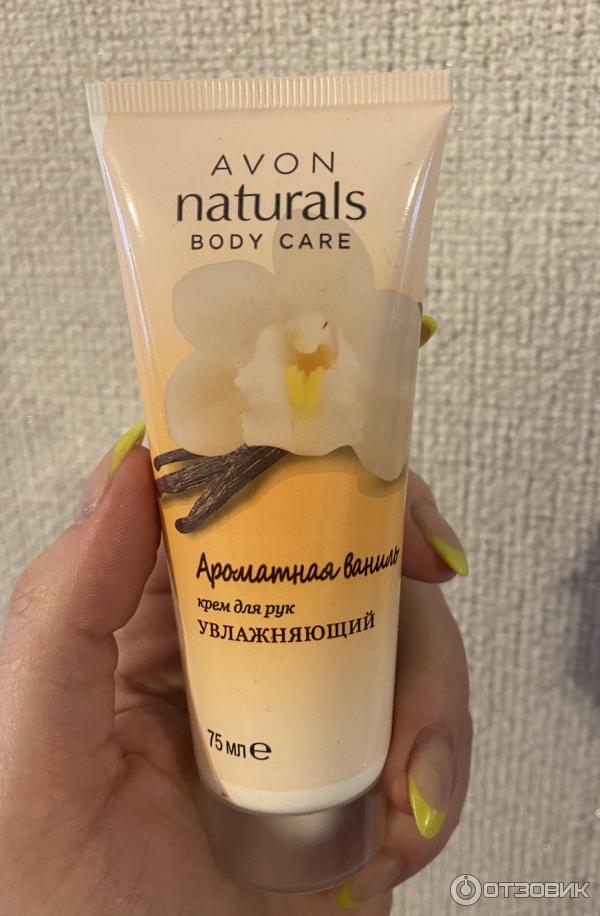 AVON
naturals
BODY CARE
Ароматная ваниль
крем для рук
УВЛАЖНЯЮЩИЙ
75 мл ℮
ОТЗОВИК